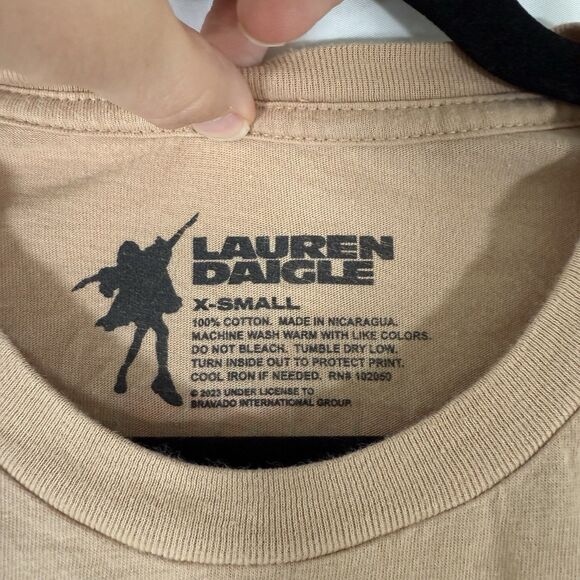 LAUREN
DAIGLE
X-SMALL
100% COTTON. MADE IN NICARAGUA.
MACHINE WASH WARM WITH LIKE COLORS.
DO NOT BLEACH. TUMBLE DRY LOW.
TURN INSIDE OUT TO PROTECT PRINT.
COOL IRON IF NEEDED. RN# 102050
© 2023 UNDER LICENSE TO
BRAVADO INTERNATIONAL GROUP.